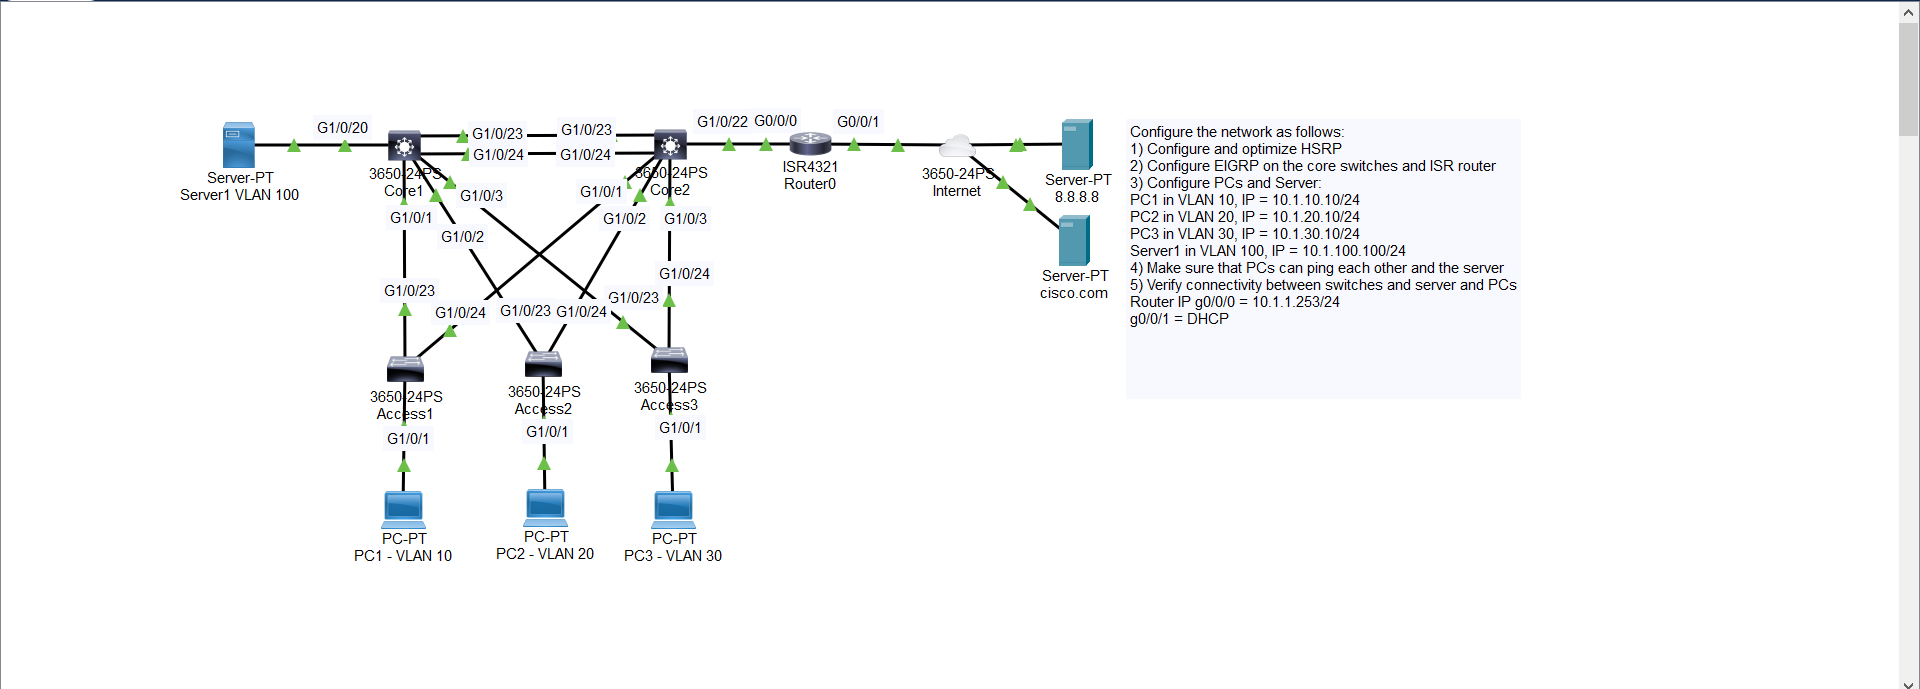 G1/0/20
G1/0/23
G1/0/23
G1/0/24
G1/0/24
G1/0/22
G0/0/0
G0/0/1
Server-PT
Server1 VLAN 100
3650-24PS
Core1
3650-24PS
Core2
ISR4321
Router0
3650-24PS
Internet
Server-PT
8.8.8.8
Server-PT
cisco.com
G1/0/1
G1/0/2
G1/0/3
G1/0/1
G1/0/2
G1/0/3
G1/0/23
G1/0/24
G1/0/23
G1/0/24
G1/0/23
G1/0/24
3650-24PS
Access1
3650-24PS
Access2
3650-24PS
Access3
G1/0/1
G1/0/1
G1/0/1
PC-PT
PC1 - VLAN 10
PC-PT
PC2 - VLAN 20
PC-PT
PC3 - VLAN 30
Configure the network as follows:
1) Configure and optimize HSRP
2) Configure EIGRP on the core switches and ISR router
3) Configure PCs and Server:
PC1 in VLAN 10, IP = 10.1.10.10/24
PC2 in VLAN 20, IP = 10.1.20.10/24
PC3 in VLAN 30, IP = 10.1.30.10/24
Server1 in VLAN 100, IP = 10.1.100.100/24
4) Make sure that PCs can ping each other and the server
5) Verify connectivity between switches and server and PCs
Router IP g0/0/0 = 10.1.1.253/24
g0/0/1 = DHCP